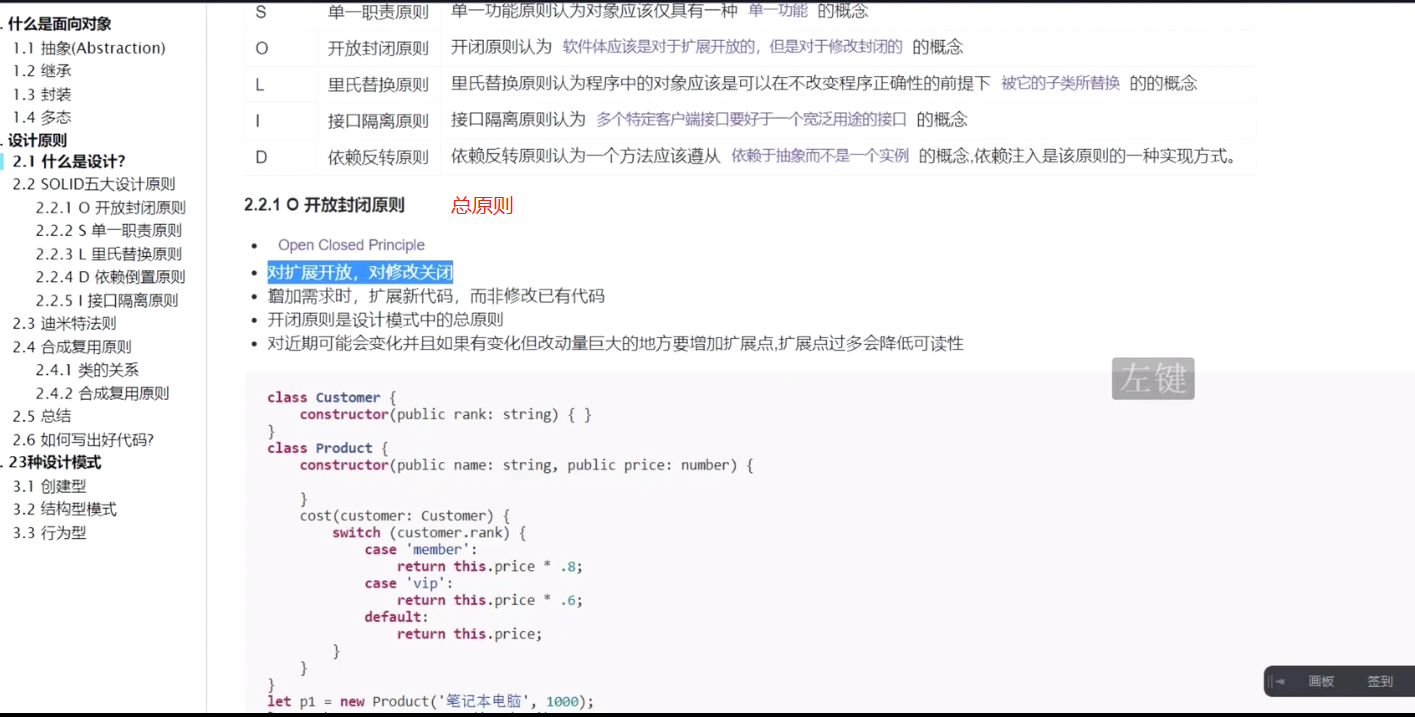 . 什么是面向对象
1.1 抽象(Abstraction)
1.2 继承
1.3 封装
1.4 多态
. 设计原则
2.1 什么是设计?
2.2 SOLID五大设计原则
2.2.1 O 开放封闭原则
2.2.2 S 单一职责原则
2.2.3 L 里氏替换原则
2.2.4 D 依赖倒置原则
2.2.5 I 接口隔离原则
2.3 迪米特法则
2.4 合成复用原则
2.4.1 类的关系
2.4.2 合成复用原则
2.5 总结
2.6 如何写出好代码?
. 23种设计模式
3.1 创建型
3.2 结构型模式
3.3 行为型
S 单一职责原则 单一功能原则认为对象应该仅具有一种 单一功能 的概念
O 开放封闭原则 开闭原则认为 软件体应该是对于扩展开放的，但是对于修改封闭的 的概念
L 里氏替换原则 里氏替换原则认为程序中的对象应该是可以在不改变程序正确性的前提下 被它的子类所替换 的的概念
I 接口隔离原则 接口隔离原则认为 多个特定客户端接口要好于一个宽泛用途的接口 的概念
D 依赖反转原则 依赖反转原则认为一个方法应该遵从 依赖于抽象而不是一个实例 的概念,依赖注入是该原则的一种实现方式。
2.2.1 O 开放封闭原则 总原则
• Open Closed Principle
• 对扩展开放，对修改关闭
• 增加需求时，扩展新代码，而非修改已有代码
• 开闭原则是设计模式中的总原则
• 对近期可能会变化并且如果有变化但改动量巨大的地方要增加扩展点,扩展点过多会降低可读性
左键
class Customer {
constructor(public rank: string) { }
}
class Product {
constructor(public name: string, public price: number) {
}
cost(customer: Customer) {
switch (customer.rank) {
case 'member':
return this.price * .8;
case 'vip':
return this.price * .6;
default:
return this.price;
}
}
}
let p1 = new Product('笔记本电脑', 1000);
画板 签到